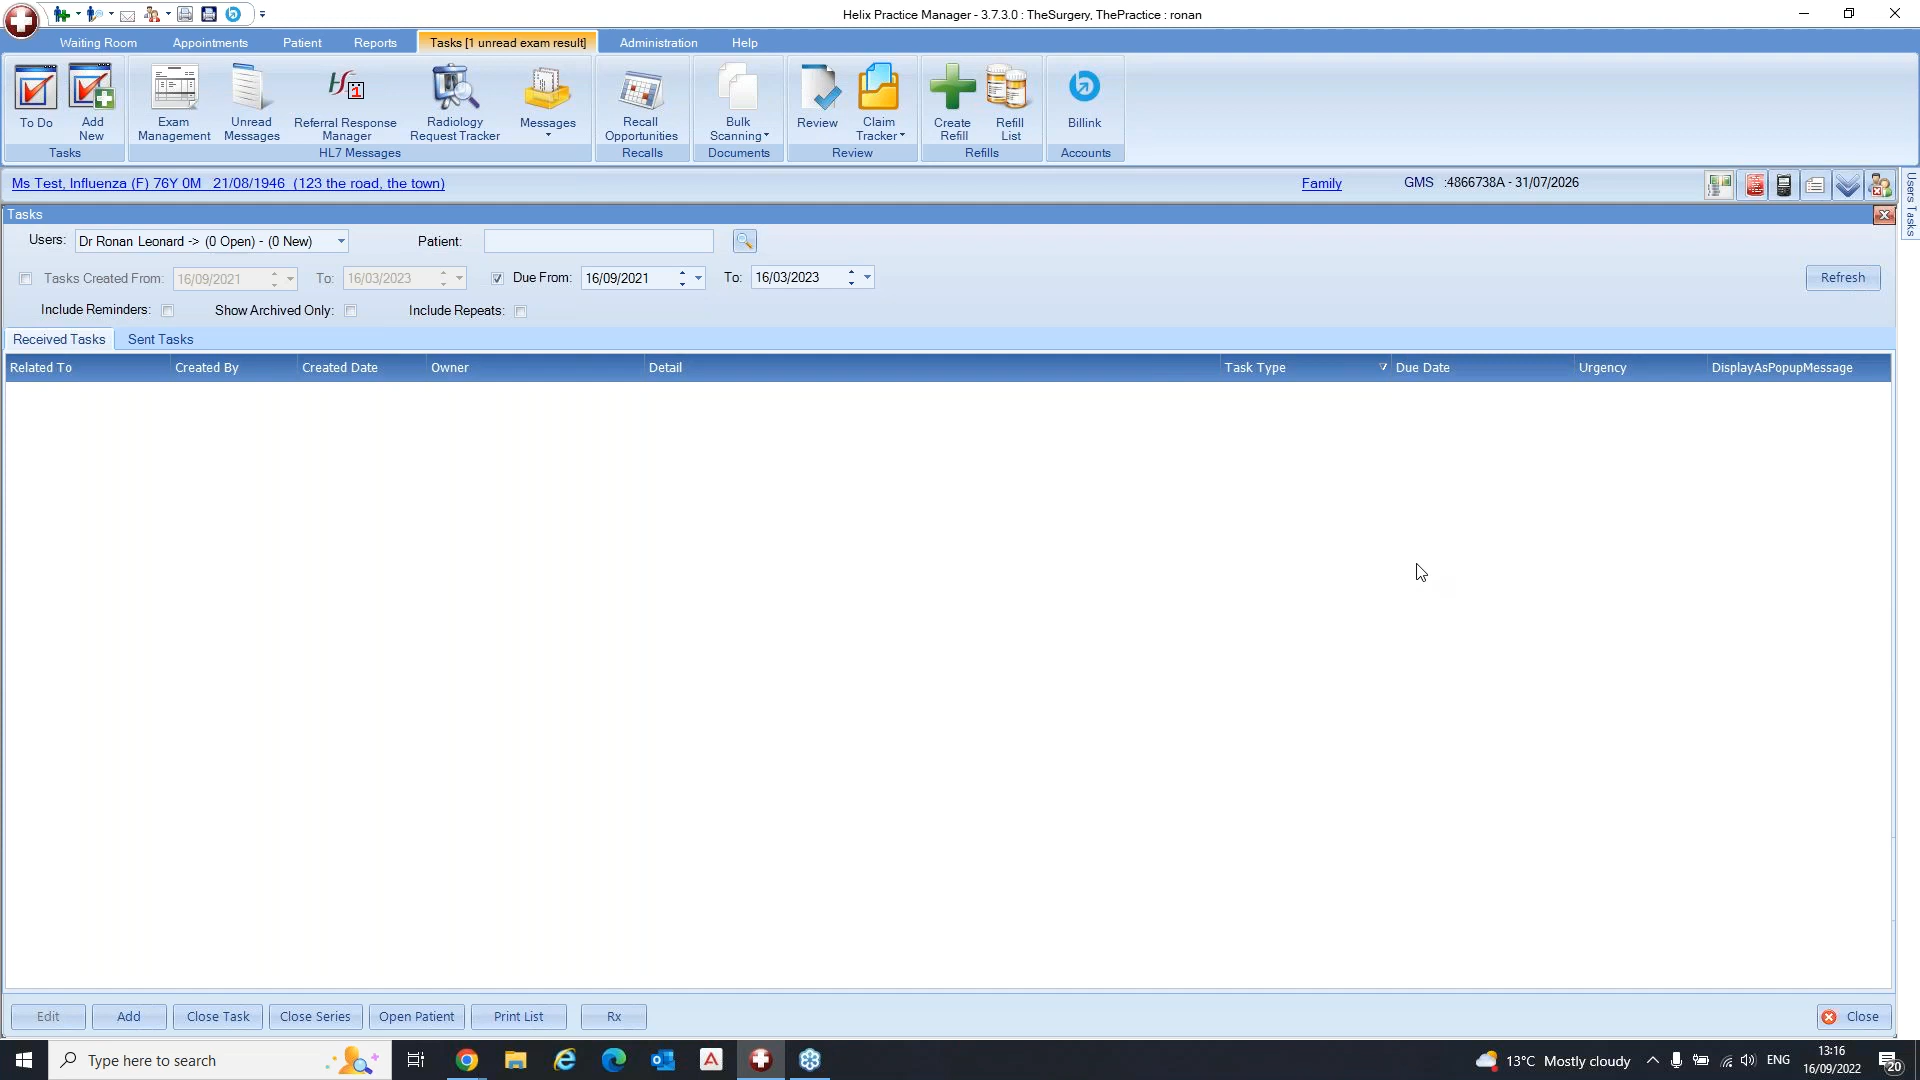 Helix Practice Manager - 3.7.3.0 : TheSurgery, ThePractice : ronan
Waiting Room Appointments Patient Reports Tasks [1 unread exam result] Administration Help
To Do
Add New
Tasks
Exam Management
Unread Messages
1
Referral Response Manager
Radiology Request Tracker
Messages
HL7 Messages
Recall Opportunities
Recalls
Bulk Scanning
Documents
Review
Claim Tracker
Review
Create Refill
Refill List
Refills
Billink
Accounts
Ms Test, Influenza (F) 76Y 0M 21/08/1946 (123 the road, the town) Family GMS :4866738A - 31/07/2026
Users Tasks
Tasks
Users: Dr Ronan Leonard -> (0 Open) - (0 New) Patient:
Tasks Created From: 16/09/2021 To: 16/03/2023 Due From: 16/09/2021 To: 16/03/2023 Refresh
Include Reminders: Show Archived Only: Include Repeats:
Received Tasks Sent Tasks
Related To Created By Created Date Owner Detail Task Type Due Date Urgency DisplayAsPopupMessage
Edit Add Close Task Close Series Open Patient Print List Rx Close
Type here to search
13°C Mostly cloudy ENG
13:16
16/09/2022
20